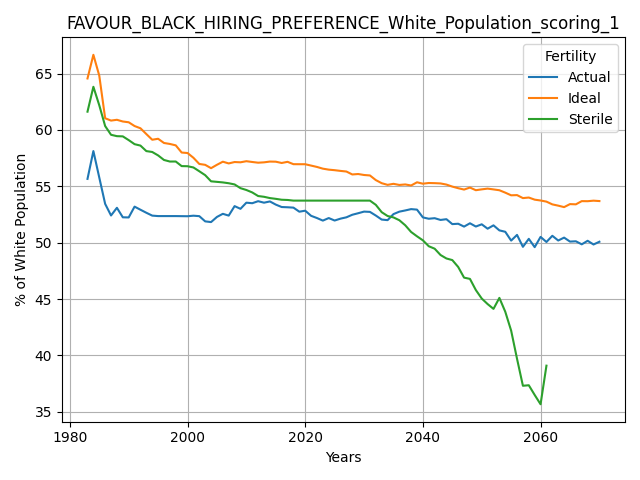 FAVOUR_BLACK_HIRING_PREFERENCE_White_Population_scoring_1
Fertility
Actual
Ideal
Sterile
% of White Population
65
60
55
50
45
40
35
1980
2000
2020
2040
2060
Years